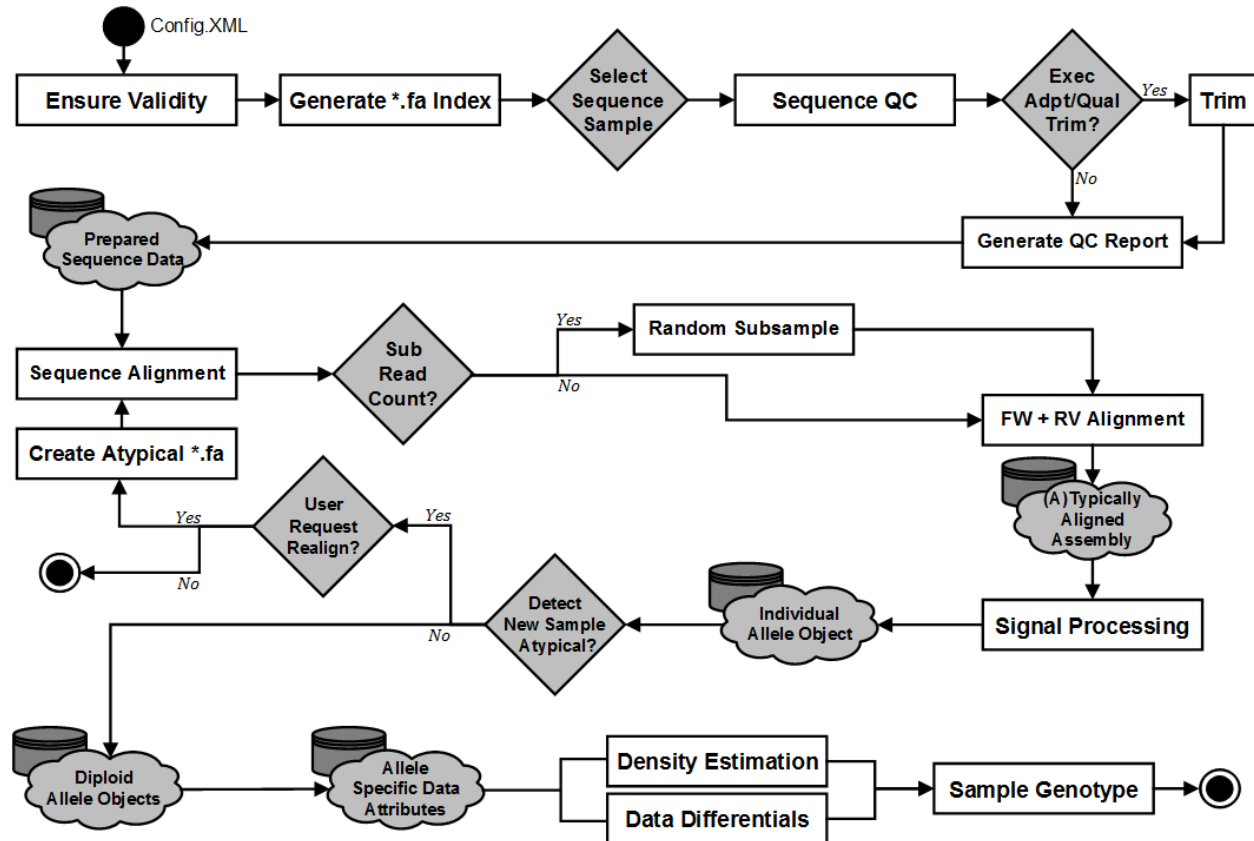 Config.XML
Ensure Validity
Generate *.fa Index
Select
Sequence
Sample
Sequence QC
Exec
Adpt/Qual
Trim?
Yes
Trim
No
Generate QC Report
Prepared
Sequence Data
Sequence Alignment
Sub
Read
Count?
Yes
No
Random Subsample
FW + RV Alignment
Create Atypical *.fa
User
Request
Realign?
Yes
No
(A)Typically
Aligned
Assembly
Signal Processing
Individual
Allele Object
Detect
New Sample
Atypical?
Yes
No
Diploid
Allele Objects
Allele
Specific Data
Attributes
Density Estimation
Data Differentials
Sample Genotype